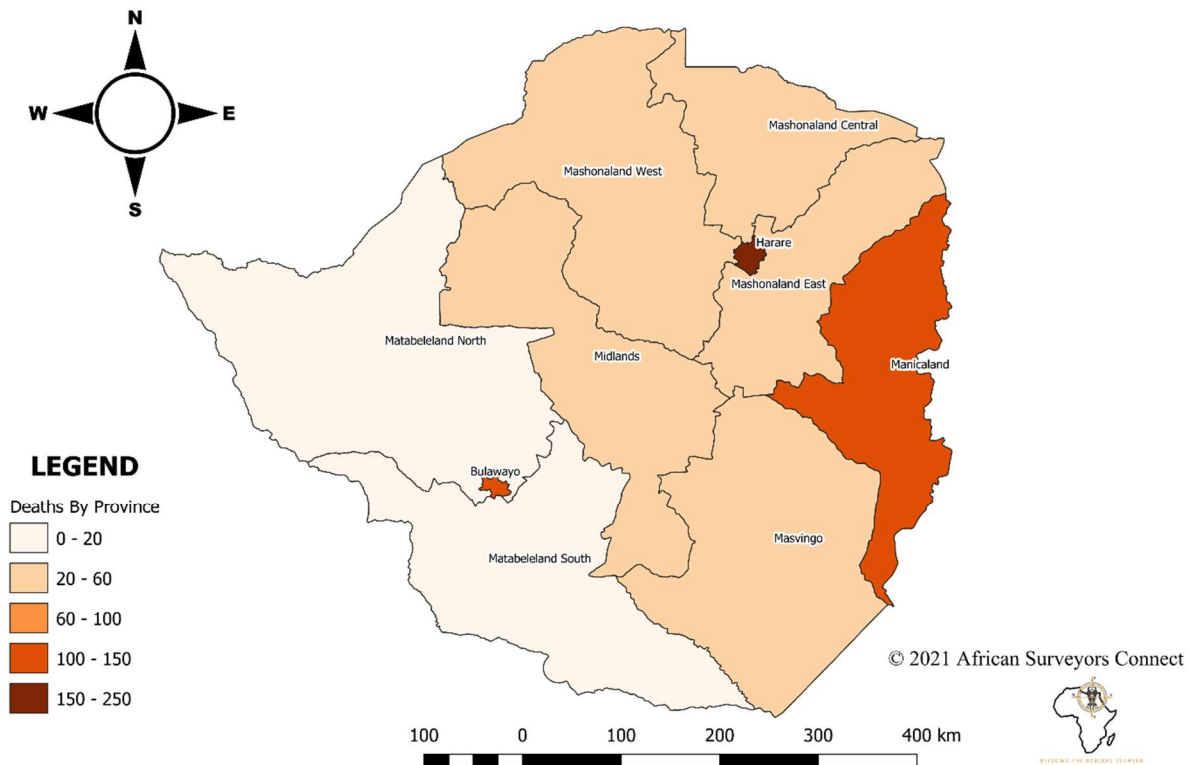 N
W
E
S
Mashonaland Central
Mashonaland West
Harare
Mashonaland East
Matabeleland North
Midlands
Manicaland
Bulawayo
Matabeleland South
Masvingo
LEGEND
Deaths By Province
0 - 20
20 - 60
60 - 100
100 - 150
150 - 250
© 2021 African Surveyors Connect
100 0 100 200 300 400 km